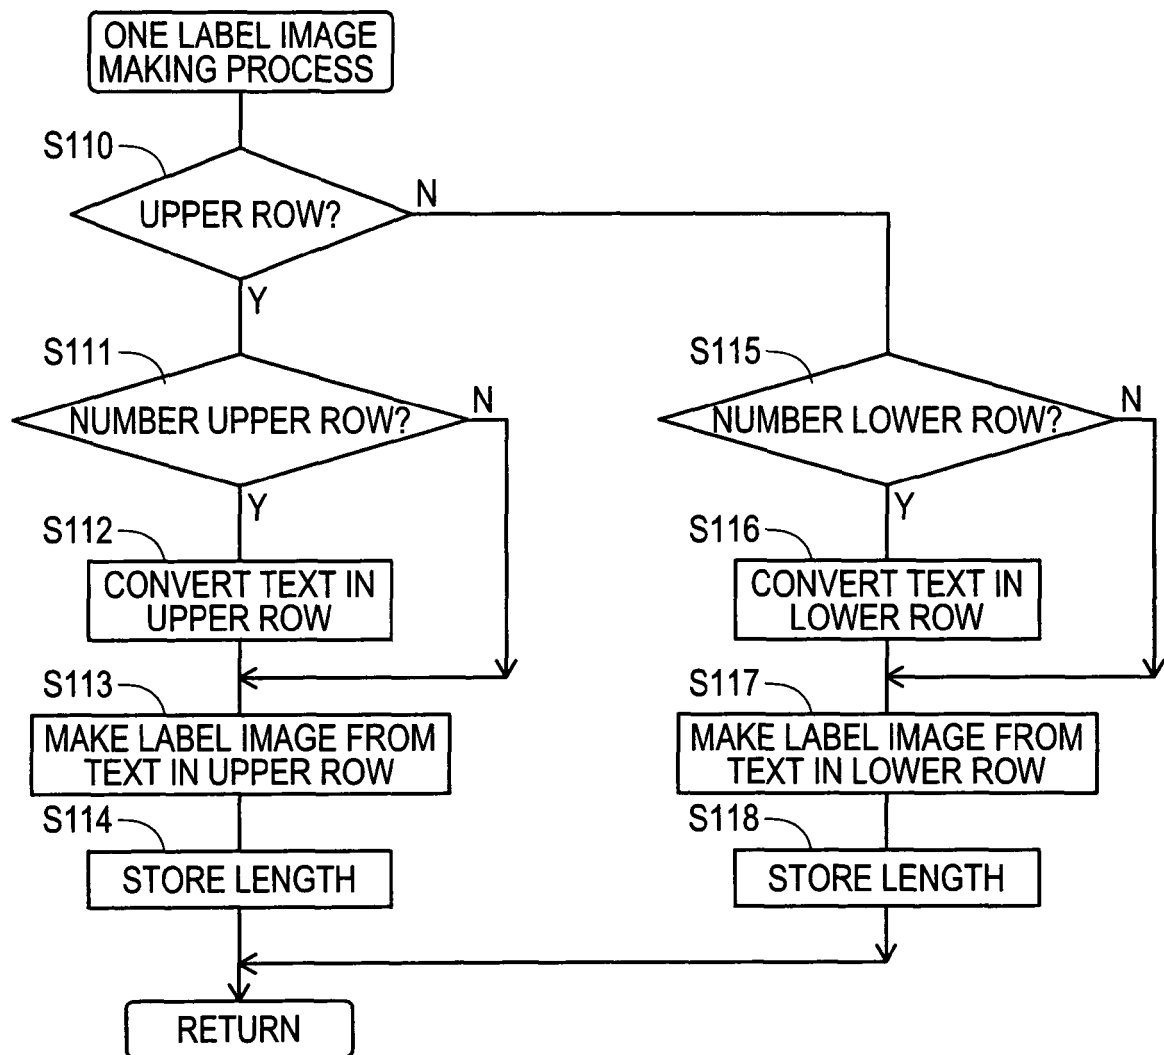 ONE LABEL IMAGE
MAKING PROCESS
S110
UPPER ROW?
N
Y
S111
NUMBER UPPER ROW?
N
Y
S112
CONVERT TEXT IN
UPPER ROW
S113
MAKE LABEL IMAGE FROM
TEXT IN UPPER ROW
S114
STORE LENGTH
S115
NUMBER LOWER ROW?
N
Y
S116
CONVERT TEXT IN
LOWER ROW
S117
MAKE LABEL IMAGE FROM
TEXT IN LOWER ROW
S118
STORE LENGTH
RETURN